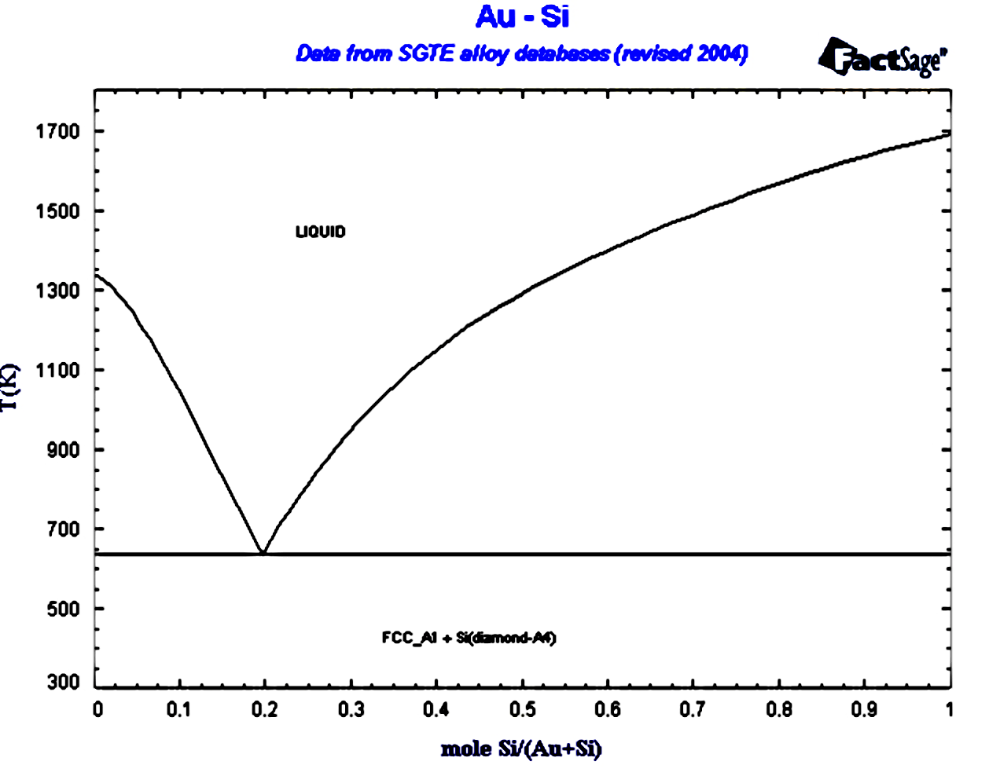 Au - Si
Data from SGTE alloy databases (revised 2004)
FactSage"
1700
1500
1300
1100
900
700
500
300
T(K)
LIQUID
FCC_A1 + Si(diamond-A4)
0 0.1 0.2 0.3 0.4 0.5 0.6 0.7 0.8 0.9 1
mole Si/(Au+Si)